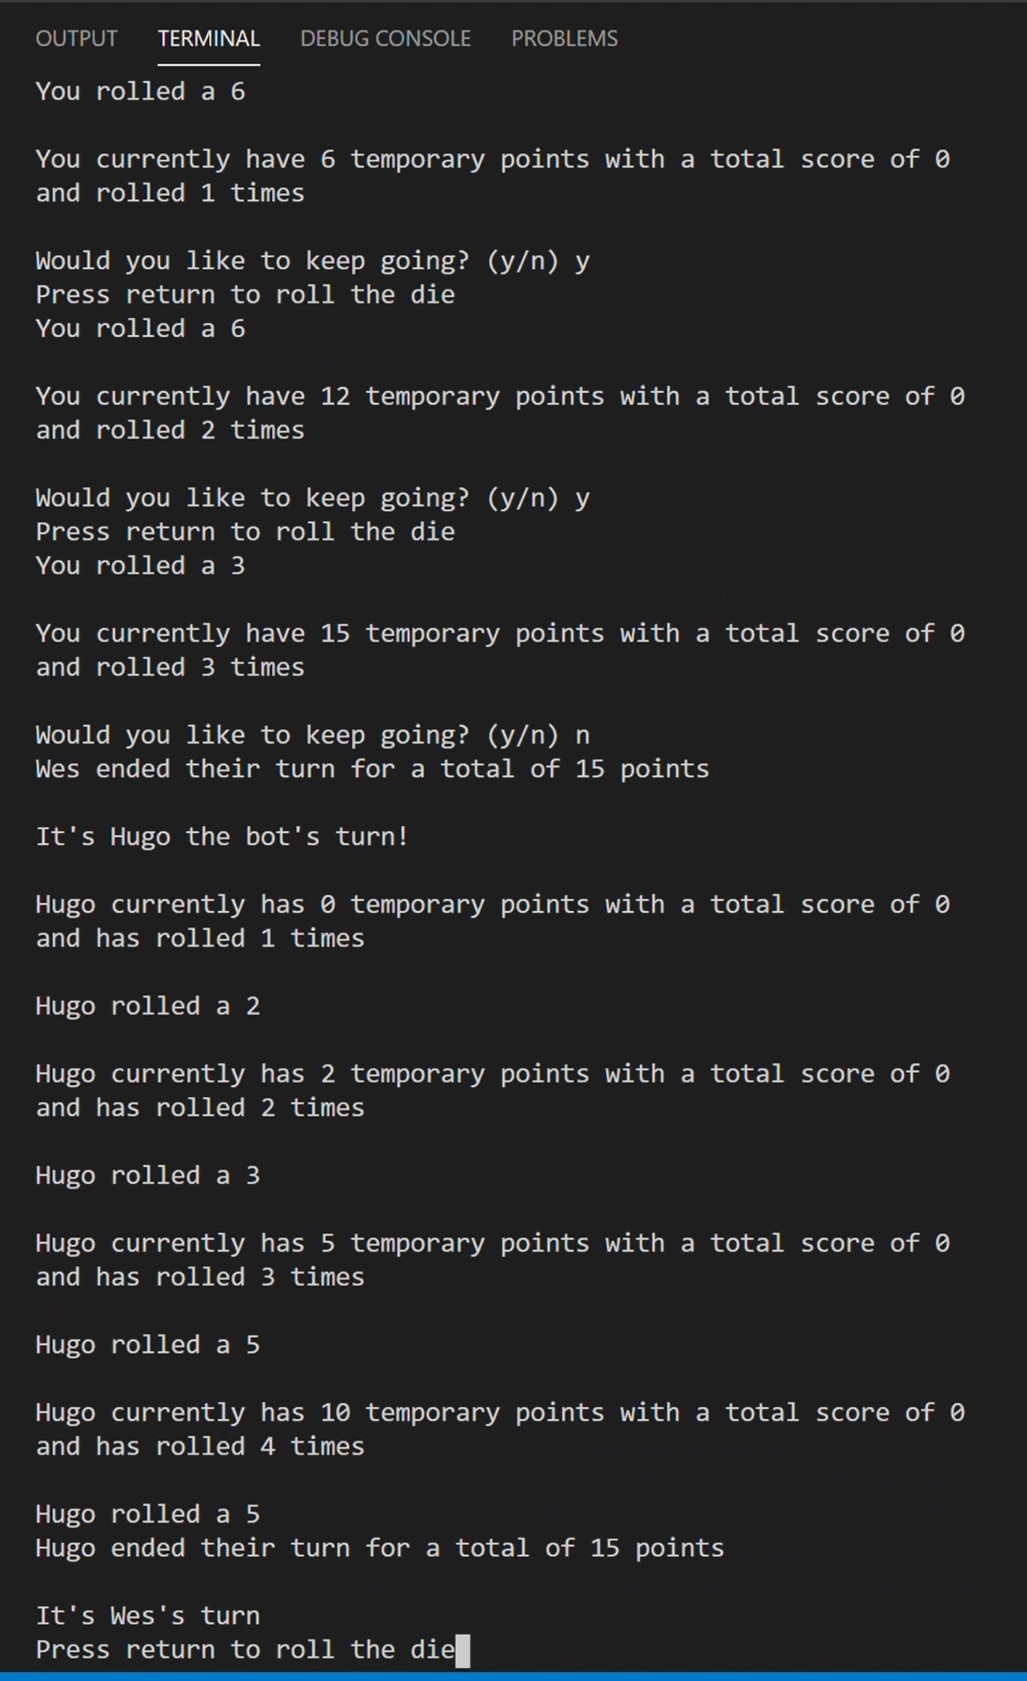 OUTPUT TERMINAL DEBUG CONSOLE PROBLEMS
You rolled a 6
You currently have 6 temporary points with a total score of 0
and rolled 1 times
Would you like to keep going? (y/n) y
Press return to roll the die
You rolled a 6
You currently have 12 temporary points with a total score of 0
and rolled 2 times
Would you like to keep going? (y/n) y
Press return to roll the die
You rolled a 3
You currently have 15 temporary points with a total score of 0
and rolled 3 times
Would you like to keep going? (y/n) n
Wes ended their turn for a total of 15 points
It's Hugo the bot's turn!
Hugo currently has 0 temporary points with a total score of 0
and has rolled 1 times
Hugo rolled a 2
Hugo currently has 2 temporary points with a total score of 0
and has rolled 2 times
Hugo rolled a 3
Hugo currently has 5 temporary points with a total score of 0
and has rolled 3 times
Hugo rolled a 5
Hugo currently has 10 temporary points with a total score of 0
and has rolled 4 times
Hugo rolled a 5
Hugo ended their turn for a total of 15 points
It's Wes's turn
Press return to roll the die